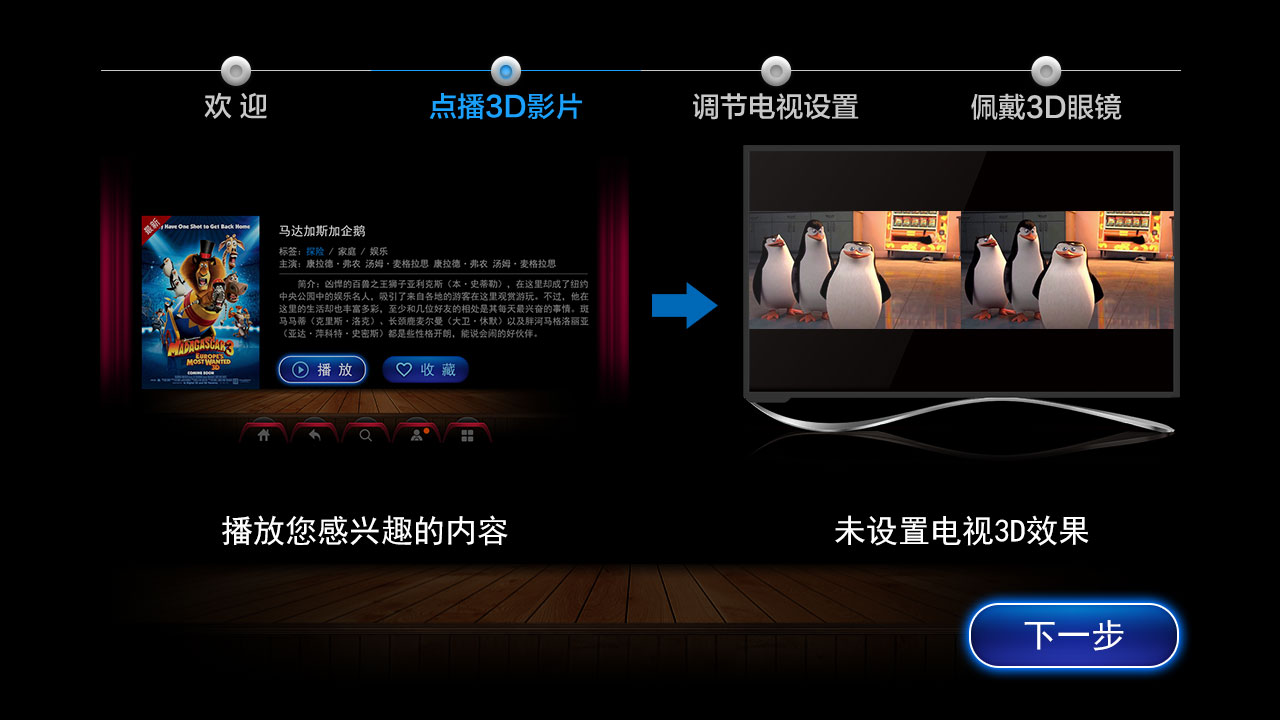 欢 迎
点播3D影片
调节电视设置
佩戴3D眼镜
最新
Have One Shot to Get Back Home
MADAGASCAR 3
EUROPE'S
MOST WANTED
3D
COMING SOON
马达加斯加企鹅
标签：探险 / 家庭 / 娱乐
主演：康拉德·弗农 汤姆·麦格拉思 康拉德·弗农 汤姆·麦格拉思
简介：凶悍的百兽之王狮子亚利克斯（本·史蒂勒），在这里却成了纽约
中央公园中的娱乐名人，吸引了来自各地的游客在这里观赏游玩。不过，他在
这里的生活却也丰富多彩，至少和几位好友的相处是其每天最兴奋的事情。斑
马马蒂（克里斯·洛克）、长颈鹿麦尔曼（大卫·休默）以及胖河马格洛丽亚
（亚达·萍科特·史密斯）都是些性格开朗，能说会闹的好伙伴。
播 放
收 藏
播放您感兴趣的内容
未设置电视3D效果
下一步